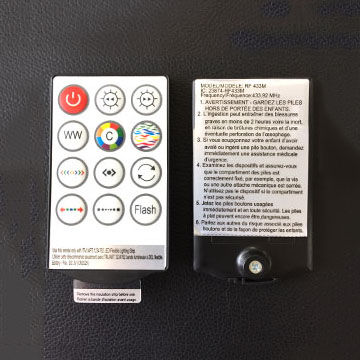 WW
C
Flash
Remove the insulation strip before use.
MODEL/MODELE: RF 433M
IC: 23874-RF433M
Frequency/Fréquence:433.92 MHz
1. AVERTISSEMENT - GARDEZ LES PILES
HORS DE PORTÉE DES ENFANTS.
2. L'ingestion peut entraîner des blessures
graves en moins de 2 heures voire la mort,
en raison de brûlures chimiques et d'une
éventuelle perforation de l'œsophage.
3. Si vous soupçonnez votre enfant d'avoir
avalé ou inséré une pile bouton, demandez
immédiatement une assistance médicale
d'urgence.
4. Examinez les dispositifs et assurez-vous
que le compartiment des piles est
correctement fixé, par exemple, que la vis
ou une autre attache mécanique est serrée.
N'utilisez pas le dispositif si le compartiment
n'est pas sécurisé.
5. Jetez les piles boutons usagées
immédiatement et en toute sécurité. Les piles
à plat peuvent encore être dangereuses.
6. Parlez aux autres du risque associé aux piles
boutons et de la façon de protéger les enfants.